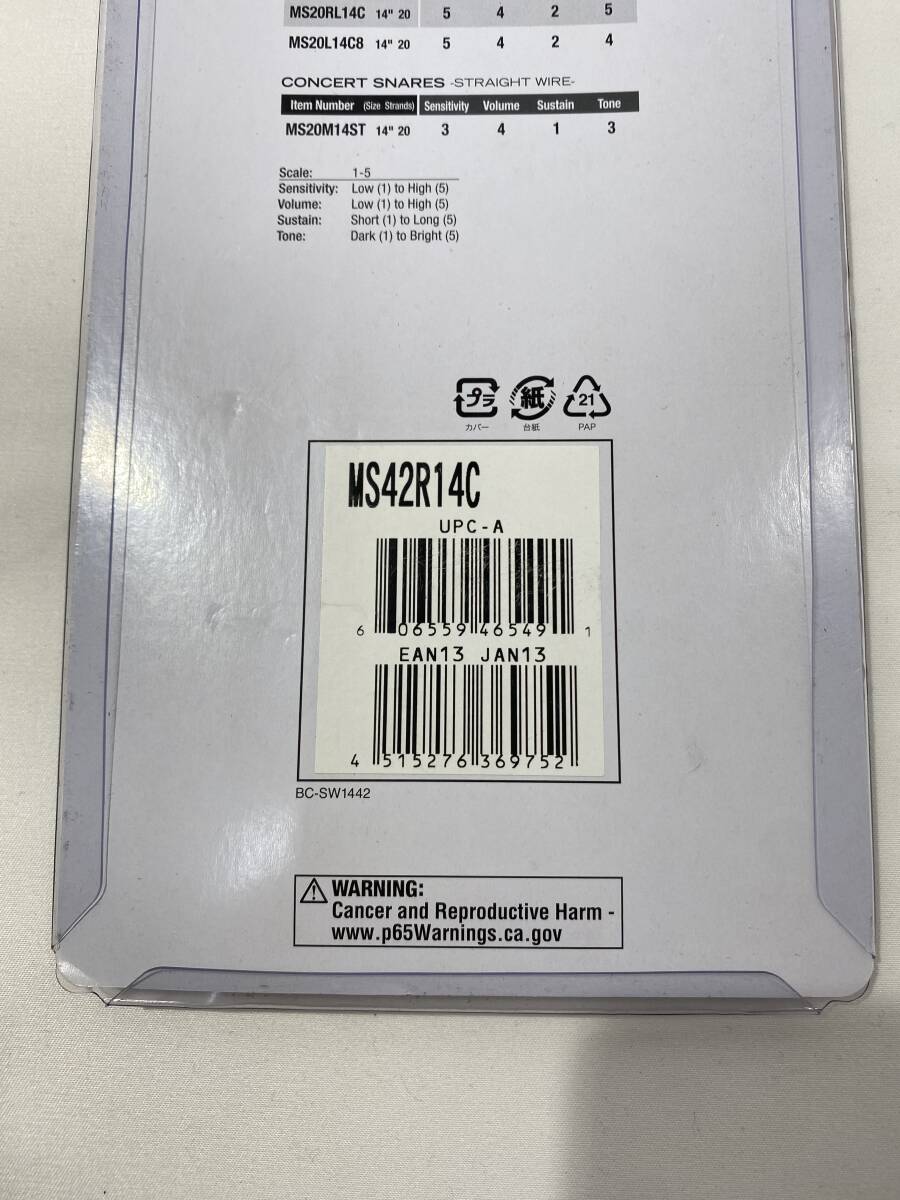 MS20RL14C 14" 20 5 4 2 5
MS20L14C8 14" 20 5 4 2 4
CONCERT SNARES -STRAIGHT WIRE-
Item Number (Size Strands) Sensitivity Volume Sustain Tone
MS20M14ST 14" 20 3 4 1 3
Scale: 1-5
Sensitivity: Low (1) to High (5)
Volume: Low (1) to High (5)
Sustain: Short (1) to Long (5)
Tone: Dark (1) to Bright (5)
プラ 紙 21
カバー 台紙 PAP
MS42R14C
UPC-A
6 06559 46549 1
EAN13 JAN13
4 515276 369752
BC-SW1442
WARNING:
Cancer and Reproductive Harm -
www.p65Warnings.ca.gov